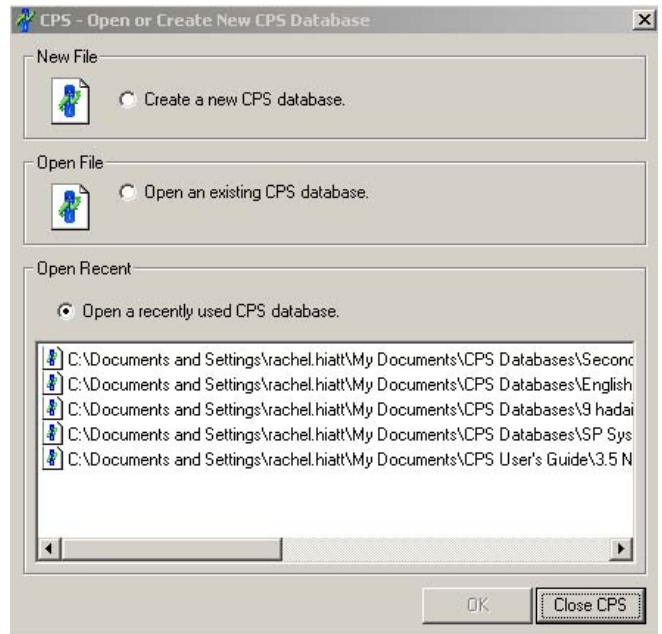 CPS - Open or Create New CPS Database
New File
Create a new CPS database.
Open File
Open an existing CPS database.
Open Recent
Open a recently used CPS database.
C:\Documents and Settings\rachel.hiatt\My Documents\CPS Databases\Second
C:\Documents and Settings\rachel.hiatt\My Documents\CPS Databases\English
C:\Documents and Settings\rachel.hiatt\My Documents\CPS Databases\9 hadai
C:\Documents and Settings\rachel.hiatt\My Documents\CPS Databases\SP Sys
C:\Documents and Settings\rachel.hiatt\My Documents\CPS User's Guide\3.5 N
OK
Close CPS